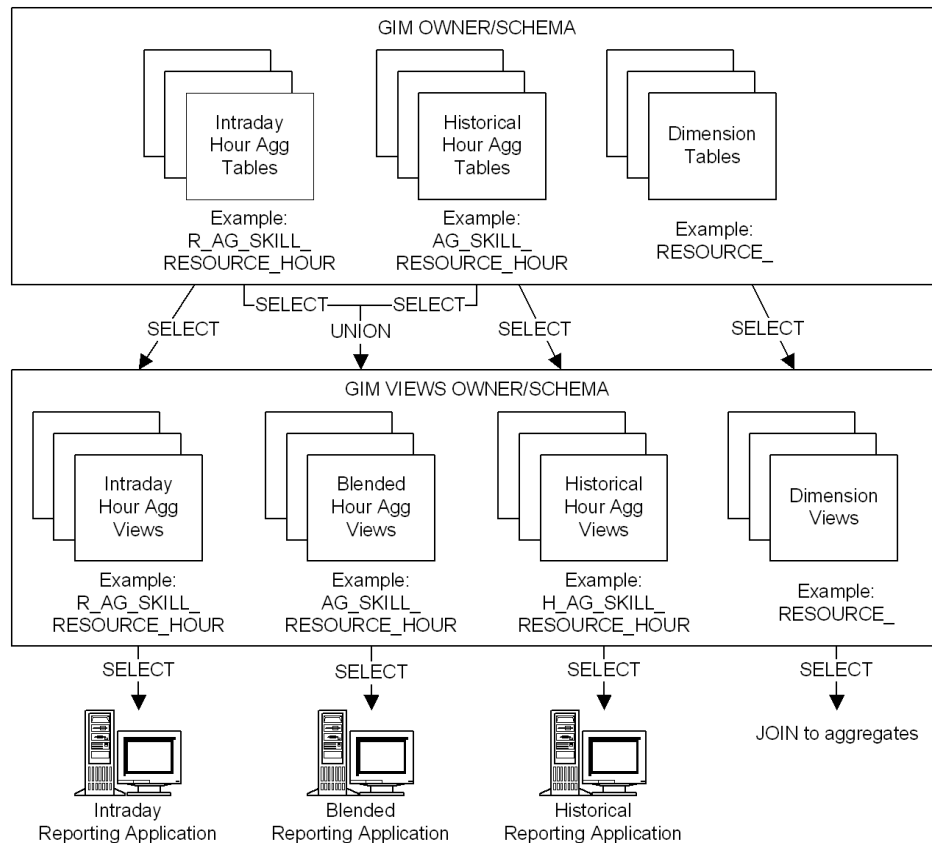 GIM OWNER/SCHEMA
Intraday
Hour Agg
Tables
Historical
Hour Agg
Tables
Dimension
Tables
Example:
R_AG_SKILL_
RESOURCE_HOUR
Example:
AG_SKILL_
RESOURCE_HOUR
Example:
RESOURCE_
SELECT
SELECT
SELECT
UNION
SELECT
SELECT
GIM VIEWS OWNER/SCHEMA
Intraday
Hour Agg
Views
Blended
Hour Agg
Views
Historical
Hour Agg
Views
Dimension
Views
Example:
R_AG_SKILL_
RESOURCE_HOUR
Example:
AG_SKILL_
RESOURCE_HOUR
Example:
H_AG_SKILL_
RESOURCE_HOUR
Example:
RESOURCE_
SELECT
SELECT
SELECT
SELECT
JOIN to aggregates
Intraday
Reporting Application
Blended
Reporting Application
Historical
Reporting Application